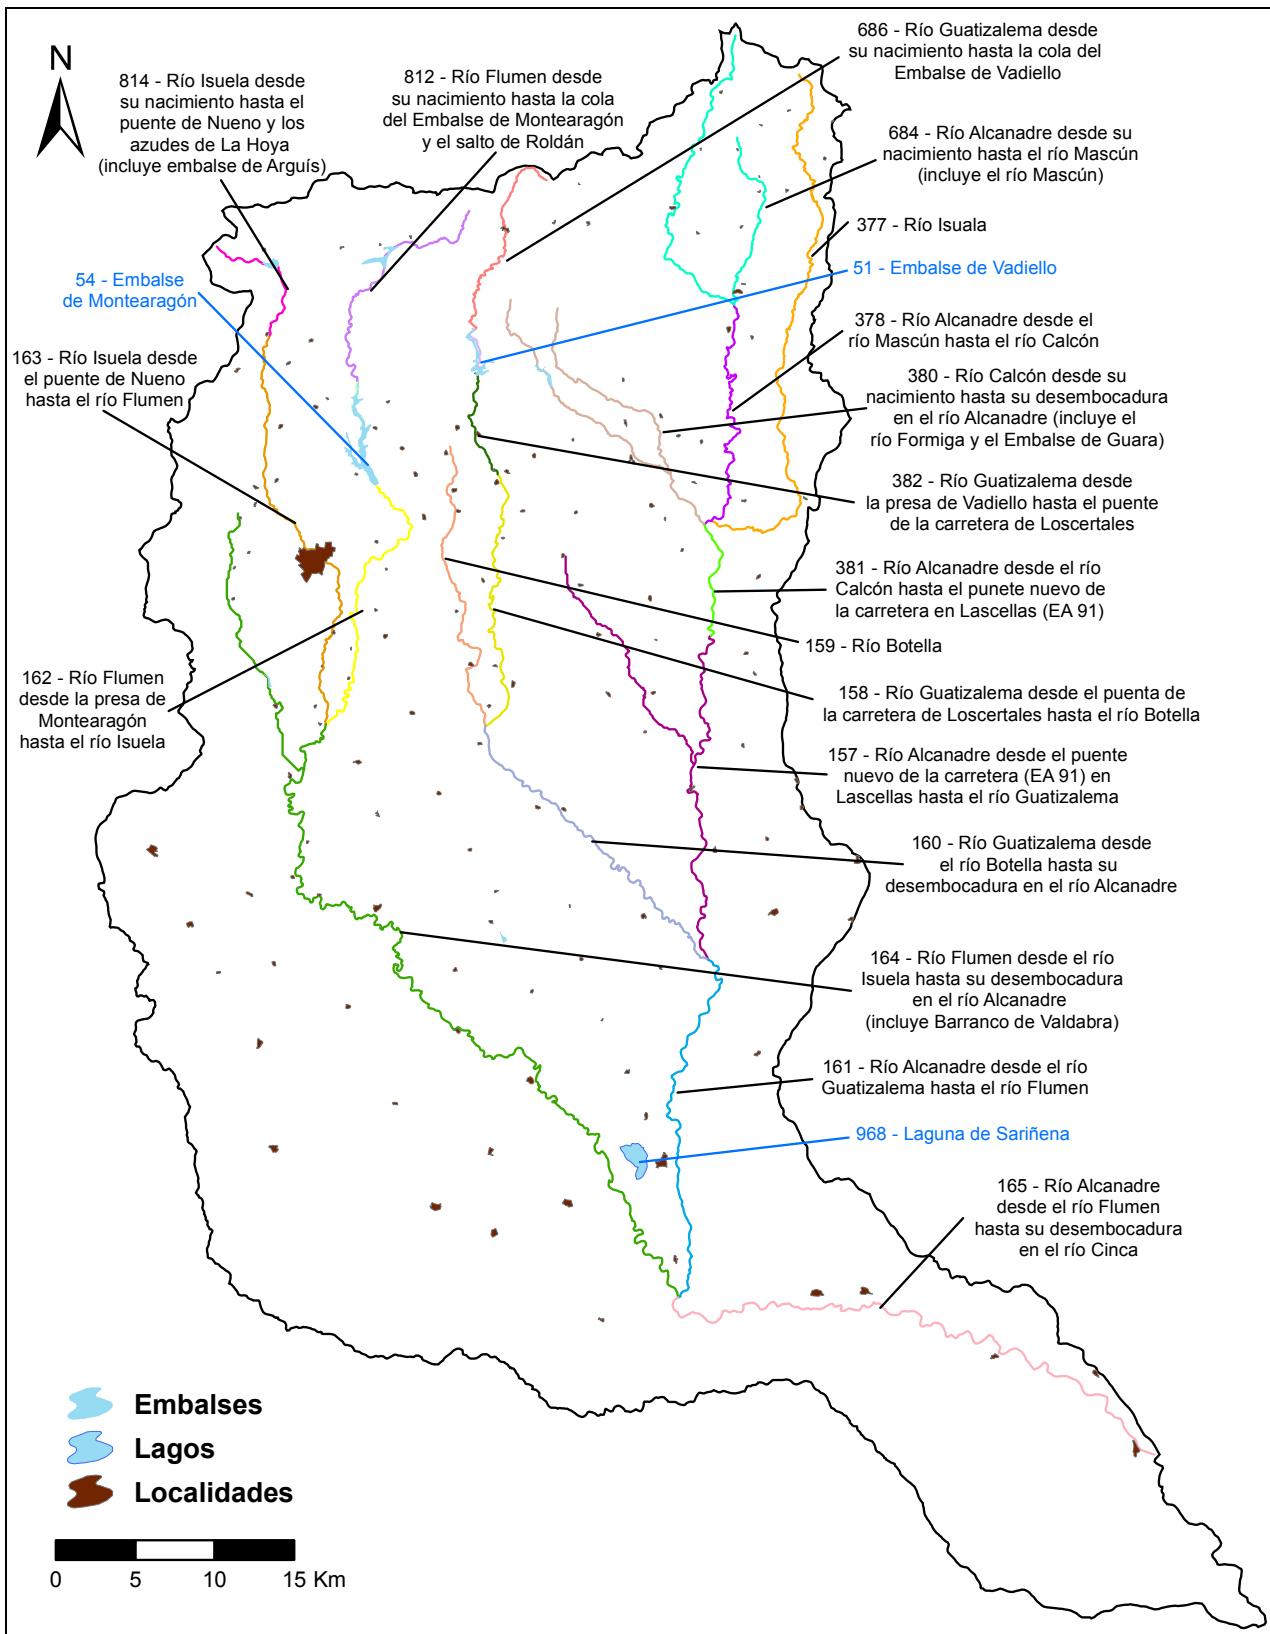 N
814 - Río Isuela desde
su nacimiento hasta el
puente de Nueno y los
azudes de La Hoya
(incluye embalse de Arguís)
812 - Río Flumen desde
su nacimiento hasta la cola
del Embalse de Montearagón
y el salto de Roldán
686 - Río Guatizalema desde
su nacimiento hasta la cola del
Embalse de Vadiello
684 - Río Alcanadre desde su
nacimiento hasta el río Mascún
(incluye el río Mascún)
377 - Río Isuala
51 - Embalse de Vadiello
54 - Embalse
de Montearagón
378 - Río Alcanadre desde el
río Mascún hasta el río Calcón
163 - Río Isuela desde
el puente de Nueno
hasta el río Flumen
380 - Río Calcón desde su
nacimiento hasta su desembocadura
en el río Alcanadre (incluye el
río Formiga y el Embalse de Guara)
382 - Río Guatizalema desde
la presa de Vadiello hasta el puente
de la carretera de Loscertales
381 - Río Alcanadre desde el río
Calcón hasta el punete nuevo de
la carretera en Lascellas (EA 91)
159 - Río Botella
162 - Río Flumen
desde la presa de
Montearagón
hasta el río Isuela
158 - Río Guatizalema desde el puenta de
la carretera de Loscertales hasta el río Botella
157 - Río Alcanadre desde el puente
nuevo de la carretera (EA 91) en
Lascellas hasta el río Guatizalema
160 - Río Guatizalema desde
el río Botella hasta su
desembocadura en el río Alcanadre
164 - Río Flumen desde el río
Isuela hasta su desembocadura
en el río Alcanadre
(incluye Barranco de Valdabra)
161 - Río Alcanadre desde el río
Guatizalema hasta el río Flumen
968 - Laguna de Sariñena
165 - Río Alcanadre
desde el río Flumen
hasta su desembocadura
en el río Cinca
Embalses
Lagos
Localidades
0 5 10 15 Km